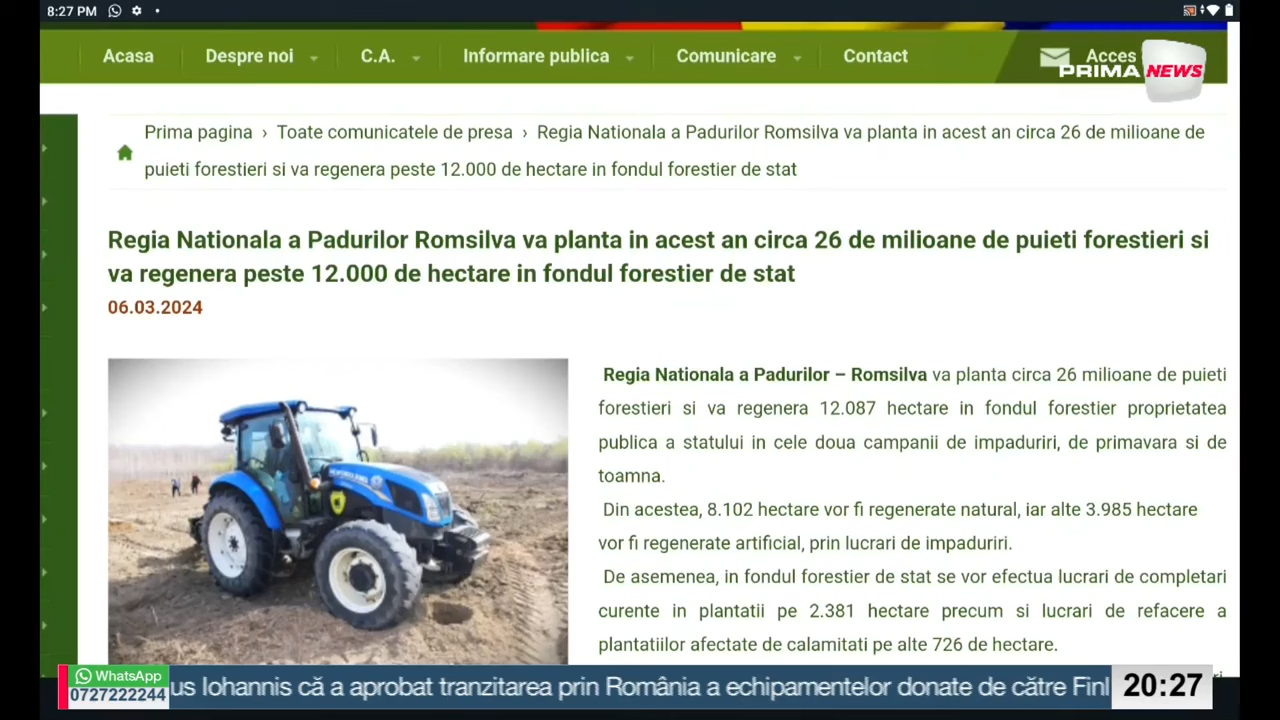 8:27 PM
Acasa Despre noi C.A. Informare publica Comunicare Contact Acces
PRIMA NEWS
Prima pagina › Toate comunicatele de presa › Regia Nationala a Padurilor Romsilva va planta in acest an circa 26 de milioane de
puieti forestieri si va regenera peste 12.000 de hectare in fondul forestier de stat
Regia Nationala a Padurilor Romsilva va planta in acest an circa 26 de milioane de puieti forestieri si
va regenera peste 12.000 de hectare in fondul forestier de stat
06.03.2024
Regia Nationala a Padurilor – Romsilva va planta circa 26 milioane de puieti
forestieri si va regenera 12.087 hectare in fondul forestier proprietatea
publica a statului in cele doua campanii de impaduriri, de primavara si de
toamna.
Din acestea, 8.102 hectare vor fi regenerate natural, iar alte 3.985 hectare
vor fi regenerate artificial, prin lucrari de impaduriri.
De asemenea, in fondul forestier de stat se vor efectua lucrari de completari
curente in plantatii pe 2.381 hectare precum si lucrari de refacere a
plantatiilor afectate de calamitati pe alte 726 de hectare.
WhatsApp
0727222244
us Iohannis că a aprobat tranzitarea prin România a echipamentelor donate de către Finl
20:27